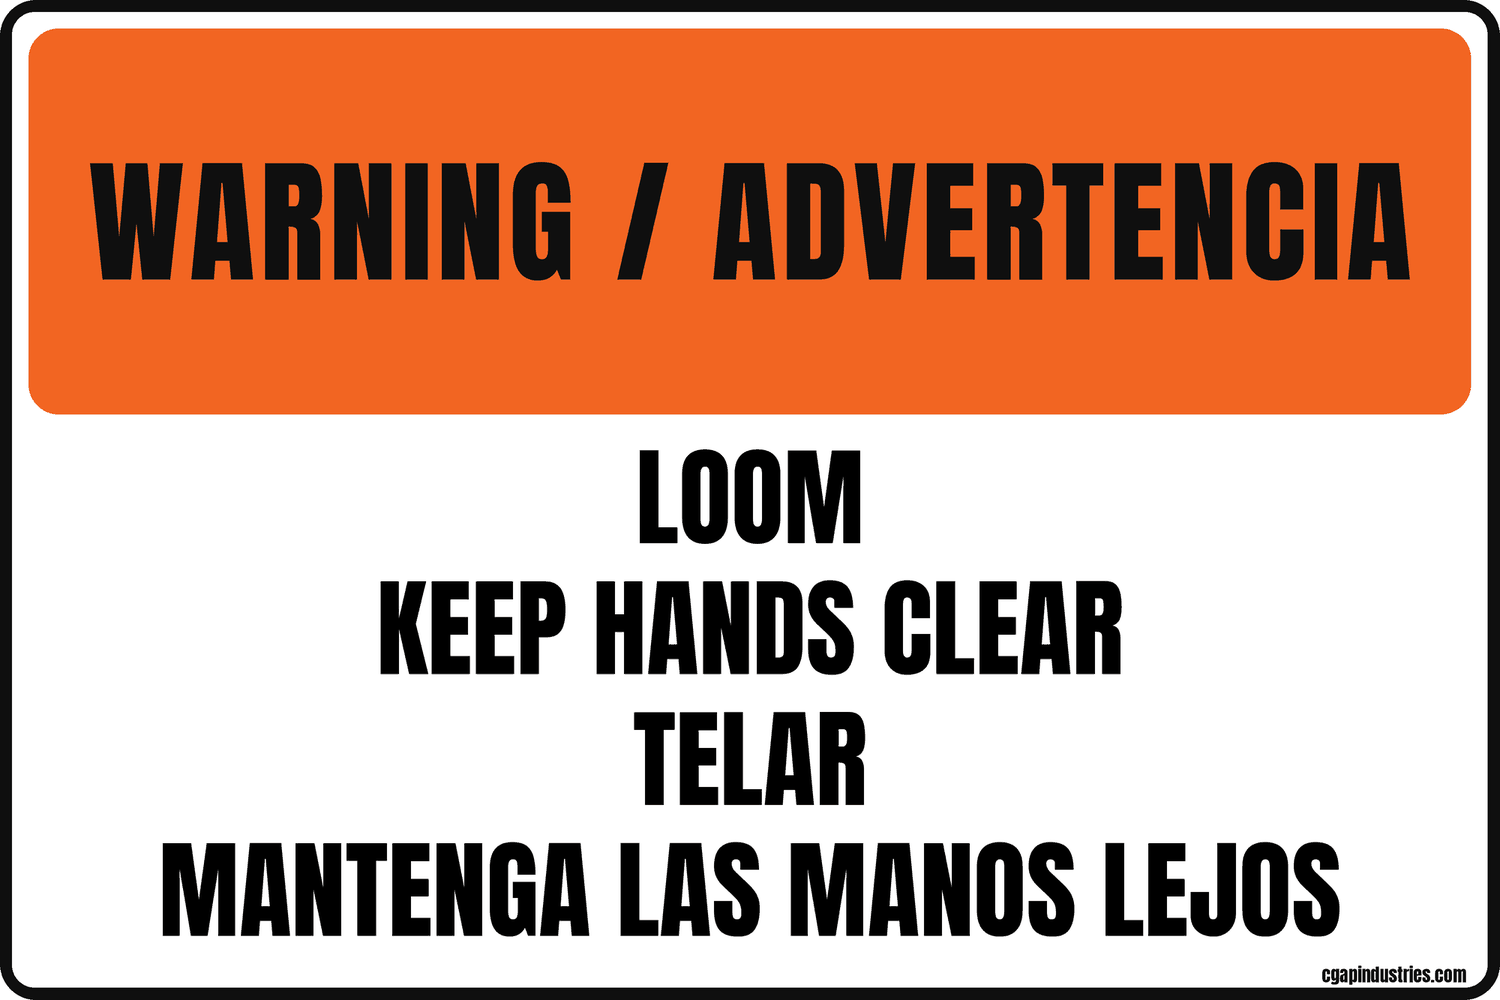 WARNING / ADVERTENCIA
LOOM
KEEP HANDS CLEAR
TELAR
MANTENGA LAS MANOS LEJOS
cgapindustries.com